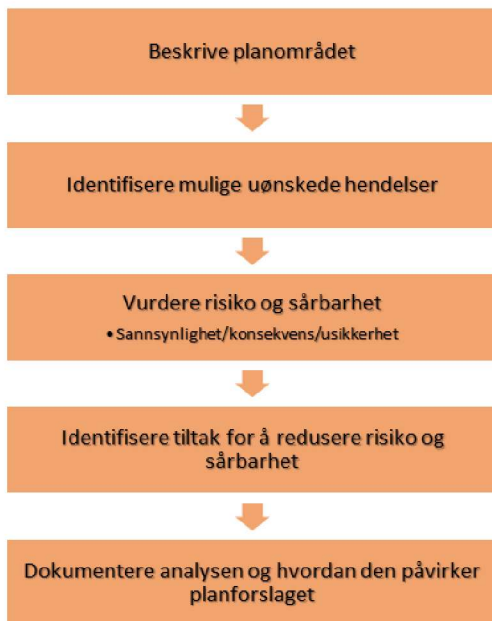 Beskrive planområdet
Identifisere mulige uønskede hendelser
Vurdere risiko og sårbarhet
• Sannsynlighet/konsekvens/usikkerhet
Identifisere tiltak for å redusere risiko og
sårbarhet
Dokumentere analysen og hvordan den påvirker
planforslaget